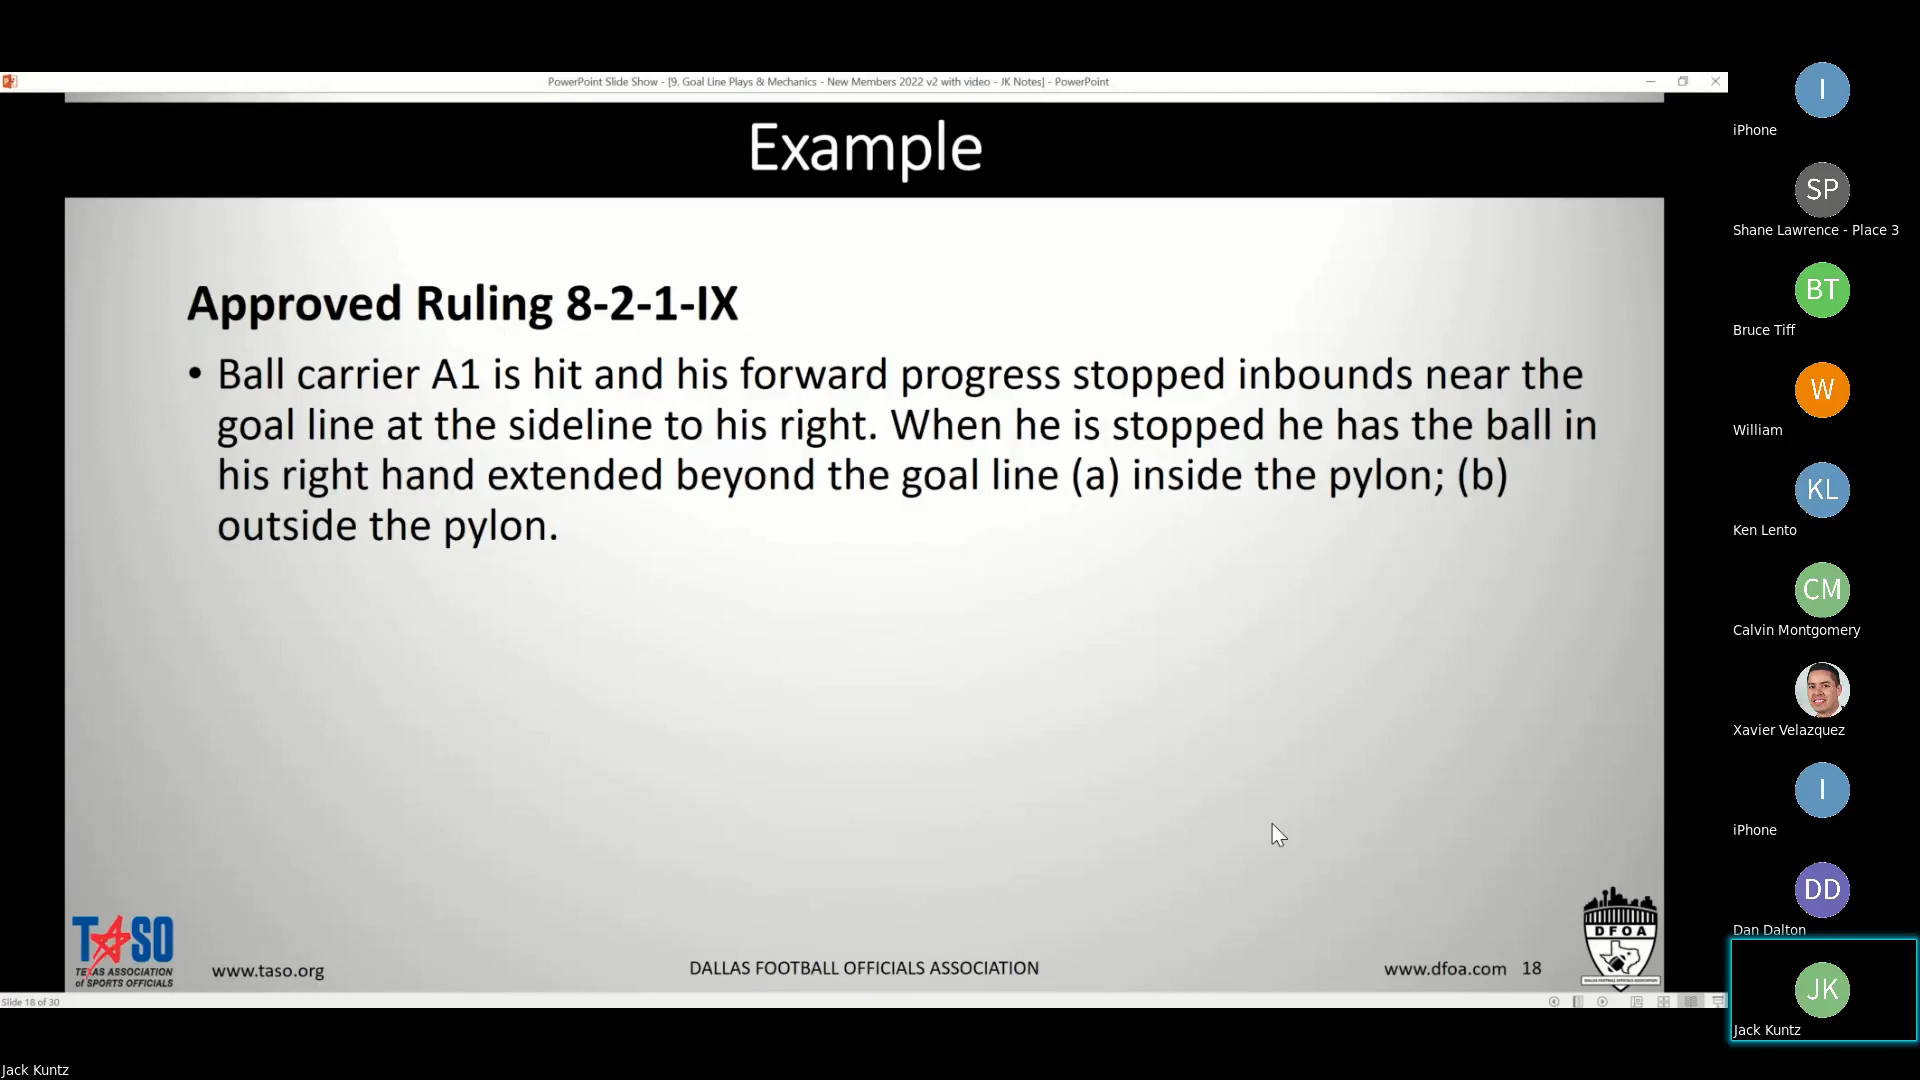 PowerPoint Slide Show - [9. Goal Line Plays & Mechanics - New Members 2022 v2 with video - JK Notes] - PowerPoint
Example
Approved Ruling 8-2-1-IX
• Ball carrier A1 is hit and his forward progress stopped inbounds near the
goal line at the sideline to his right. When he is stopped he has the ball in
his right hand extended beyond the goal line (a) inside the pylon; (b)
outside the pylon.
TASO
TEXAS ASSOCIATION
of SPORTS OFFICIALS
www.taso.org
DALLAS FOOTBALL OFFICIALS ASSOCIATION
www.dfoa.com 18
DFOA
DALLAS FOOTBALL OFFICIALS ASSOCIATION
Slide 18 of 30
I
iPhone
SP
Shane Lawrence - Place 3
BT
Bruce Tiff
W
William
KL
Ken Lento
CM
Calvin Montgomery
Xavier Velazquez
I
iPhone
DD
Dan Dalton
JK
Jack Kuntz
Jack Kuntz